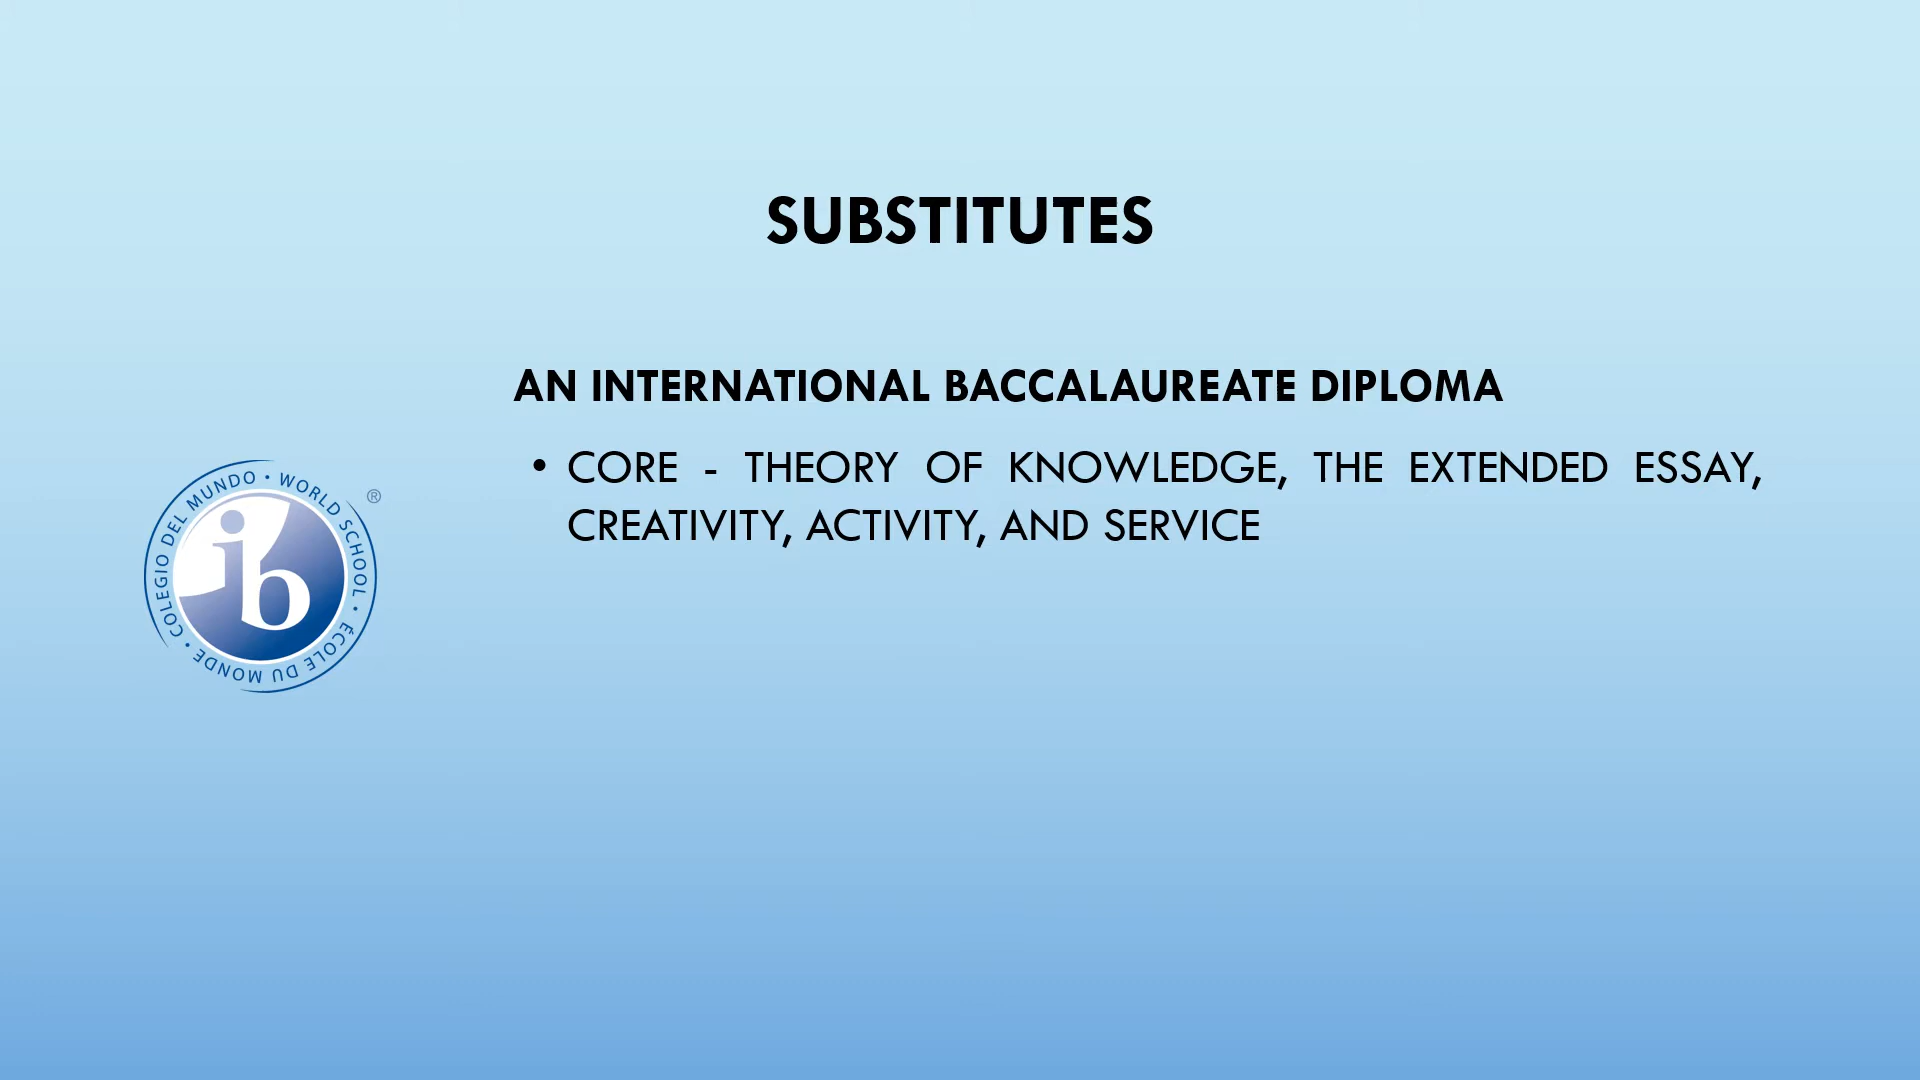 SUBSTITUTES
AN INTERNATIONAL BACCALAUREATE DIPLOMA
• CORE - THEORY OF KNOWLEDGE, THE EXTENDED ESSAY,
CREATIVITY, ACTIVITY, AND SERVICE
COLEGIO DEL MUNDO • WORLD SCHOOL • ÉCOLE DU MONDE •
®
ib